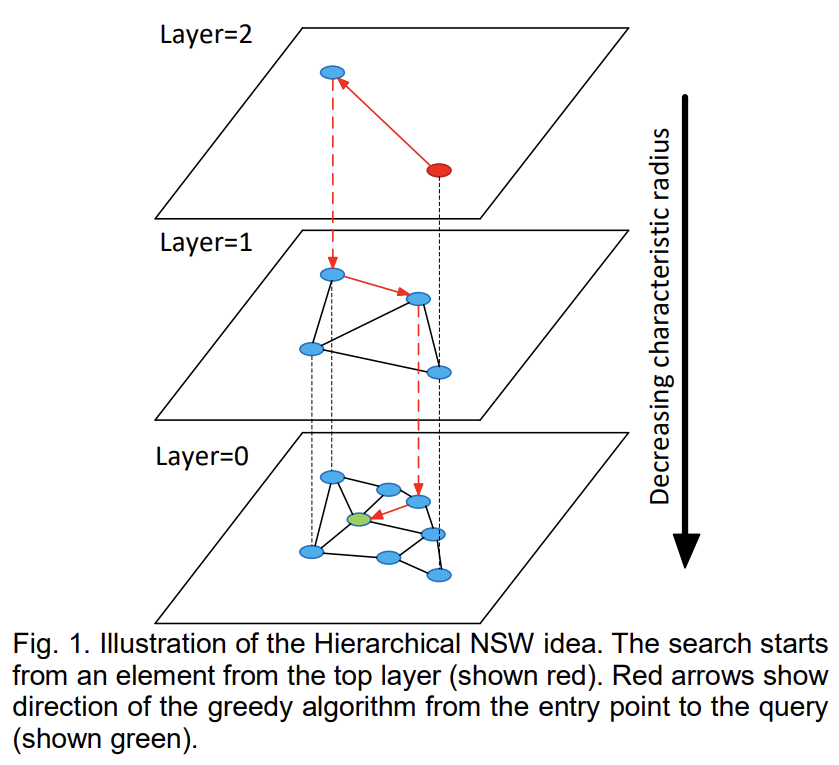 Layer=2
Layer=1
Layer=0
Decreasing characteristic radius
Fig. 1. Illustration of the Hierarchical NSW idea. The search starts
from an element from the top layer (shown red). Red arrows show
direction of the greedy algorithm from the entry point to the query
(shown green).